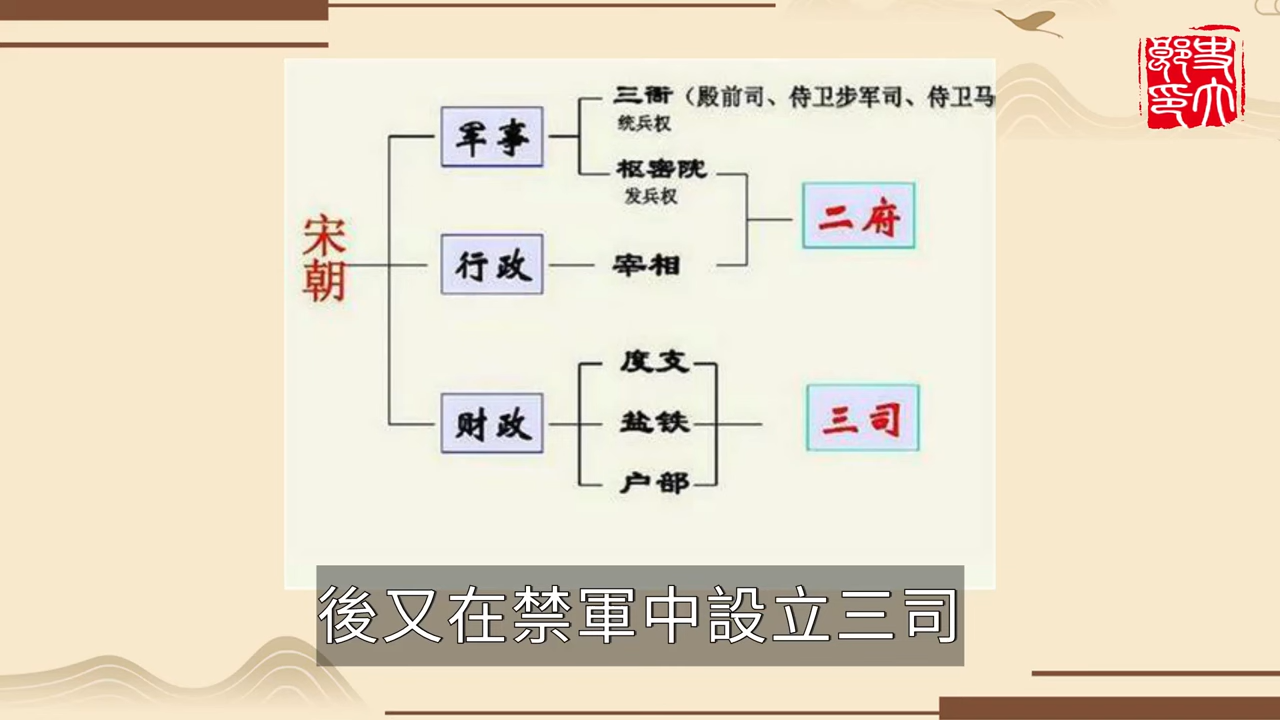 三衙（殿前司、侍卫步军司、侍卫马
统兵权
军事
枢密院
发兵权
二府
宋朝
行政
宰相
度支
财政
盐铁
三司
户部
後又在禁軍中設立三司